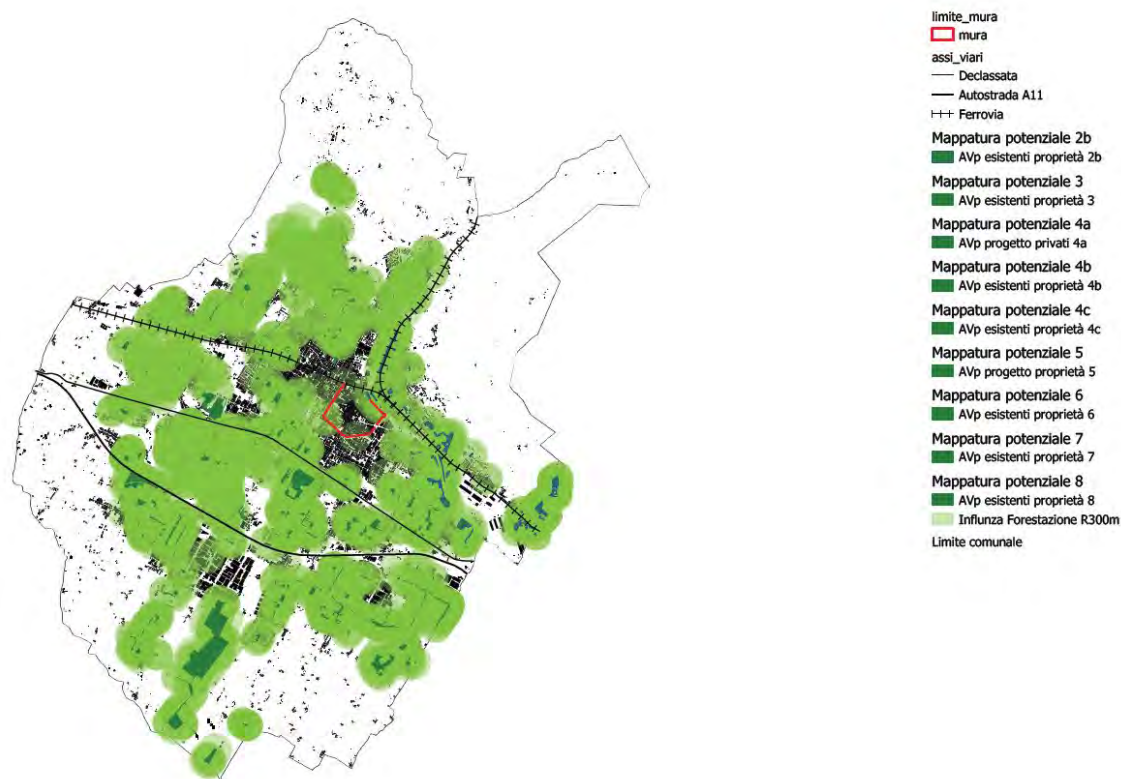 limite_mura
mura
assi_viari
Declassata
Autostrada A11
Ferrovia
Mappatura potenziale 2b
AVp esistenti proprietà 2b
Mappatura potenziale 3
AVp esistenti proprietà 3
Mappatura potenziale 4a
AVp progetto privati 4a
Mappatura potenziale 4b
AVp esistenti proprietà 4b
Mappatura potenziale 4c
AVp esistenti proprietà 4c
Mappatura potenziale 5
AVp progetto proprietà 5
Mappatura potenziale 6
AVp esistenti proprietà 6
Mappatura potenziale 7
AVp esistenti proprietà 7
Mappatura potenziale 8
AVp esistenti proprietà 8
Influnza Forestazione R300m
Limite comunale